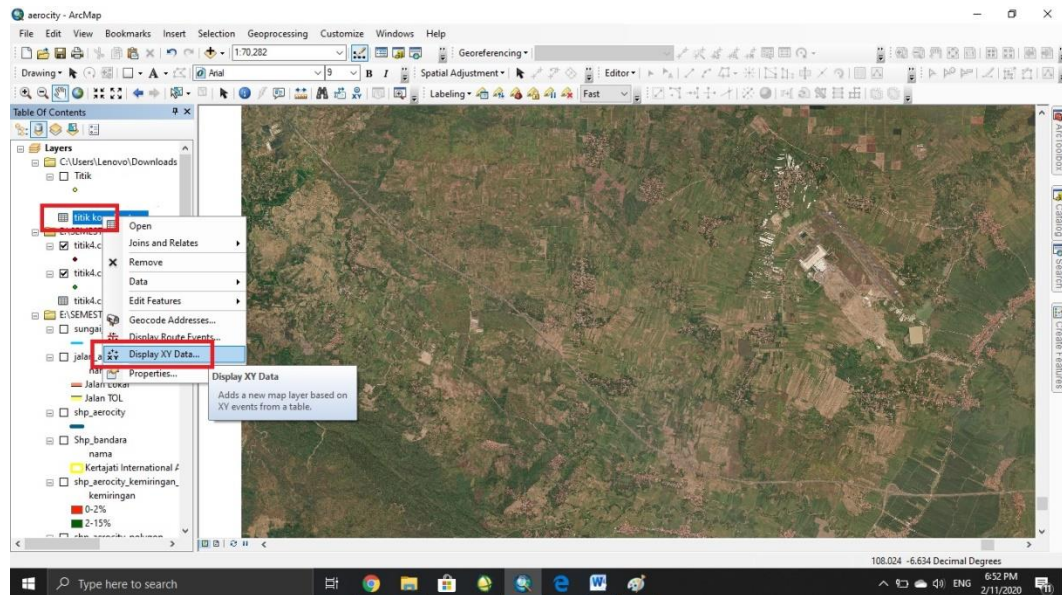 aerocity - ArcMap
File Edit View Bookmarks Insert Selection Geoprocessing Customize Windows Help
1:70,282
Georeferencing
Drawing
Arial
9
B I
Spatial Adjustment
Editor
Labeling
Fast
Table Of Contents
Layers
C:\Users\Lenovo\Downloads
Titik
titik ko
E:\SEMEST
titik4.c
titik4.c
titik4.c
E:\SEMEST
sungai
jalan_a
na
Jalan Lokal
Jalan TOL
shp_aerocity
Shp_bandara
nama
Kertajati International A
shp_aerocity_kemiringan_
kemiringan
0-2%
2-15%
shp_aerocity_polygon
Open
Joins and Relates
Remove
Data
Edit Features
Geocode Addresses...
Display Route Events...
Display XY Data...
Properties...
Display XY Data
Adds a new map layer based on
XY events from a table.
ArcToolbox
Catalog
Search
Create Features
108.024 -6.634 Decimal Degrees
Type here to search
ENG
6:52 PM
2/11/2020